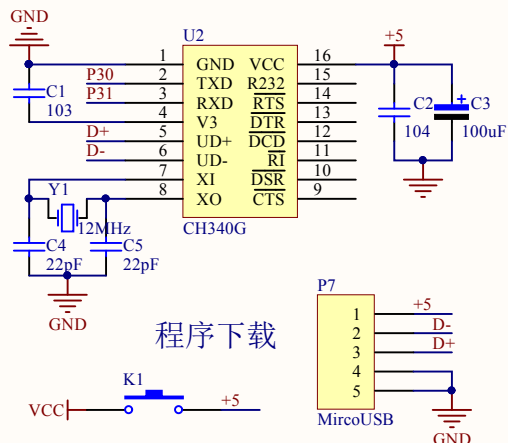 GND
U2
+5
1 GND VCC 16
P30 2 TXD R232 15
P31 3 RXD RTS 14
C1
103
4 V3 DTR 13
D+ 5 UD+ DCD 12
D- 6 UD- RI 11
7 XI DSR 10
8 XO CTS 9
C2
104
C3
+
100uF
GND
Y1
12MHz
CH340G
C4
22pF
C5
22pF
GND
程序下载
P7
1 +5
2 D-
3 D+
4
5
MircoUSB
GND
K1
VCC
+5